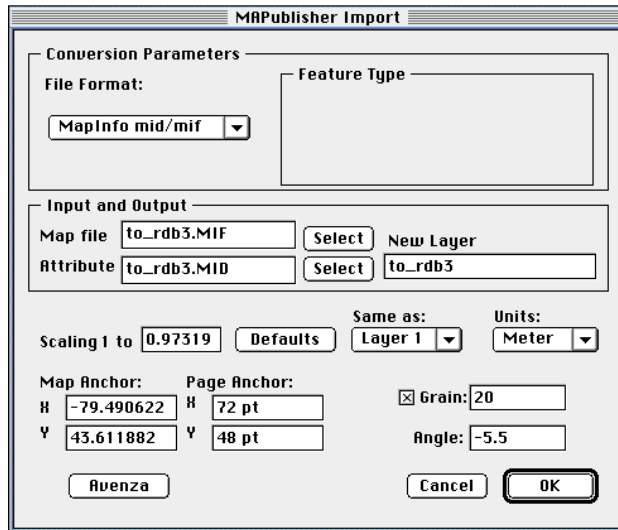 MAPublisher Import
Conversion Parameters
File Format:
MapInfo mid/mif
Feature Type
Input and Output
Map file to_rdb3.MIF Select New Layer
Attribute to_rdb3.MID Select to_rdb3
Same as: Units:
Scaling 1 to 0.97319 Defaults Layer 1 Meter
Map Anchor: Page Anchor:
X -79.490622 X 72 pt Grain: 20
Y 43.611882 Y 48 pt Angle: -5.5
Avenza Cancel OK